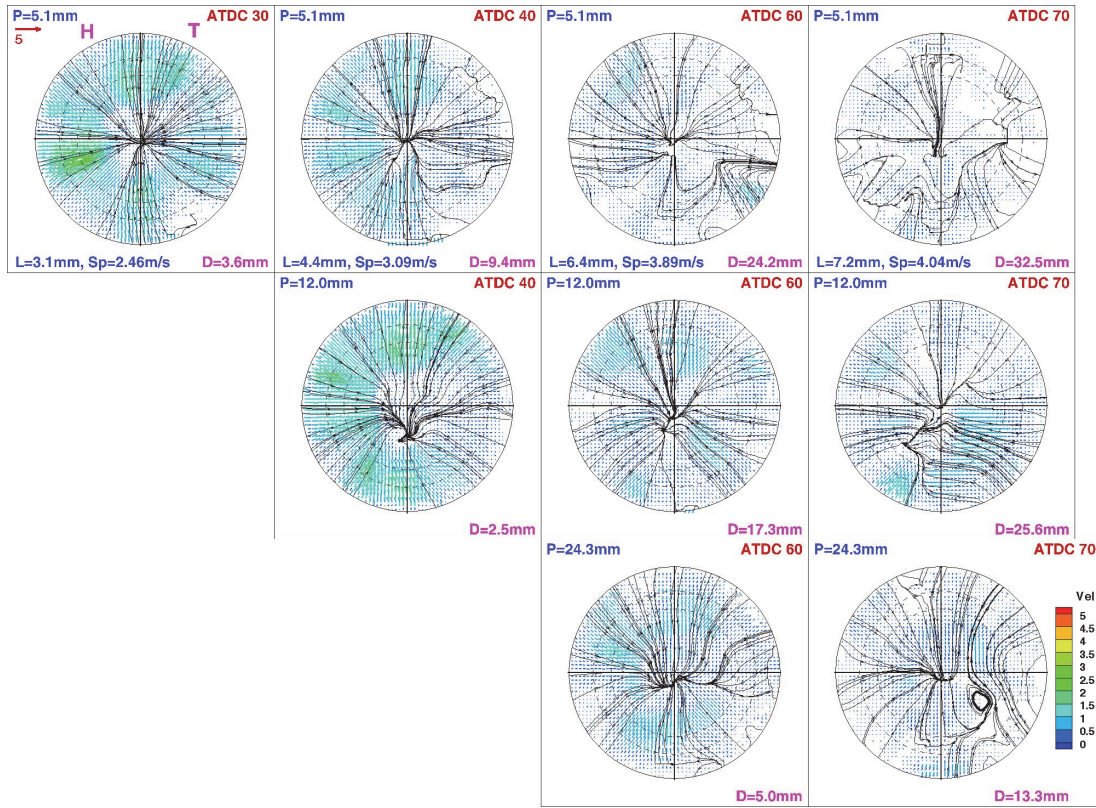 P=5.1mm ATDC 30
5 H T
L=3.1mm, Sp=2.46m/s D=3.6mm
P=5.1mm ATDC 40
L=4.4mm, Sp=3.09m/s D=9.4mm
P=5.1mm ATDC 60
L=6.4mm, Sp=3.89m/s D=24.2mm
P=5.1mm ATDC 70
L=7.2mm, Sp=4.04m/s D=32.5mm
P=12.0mm ATDC 40
D=2.5mm
P=12.0mm ATDC 60
D=17.3mm
P=12.0mm ATDC 70
D=25.6mm
P=24.3mm ATDC 60
D=5.0mm
P=24.3mm ATDC 70
D=13.3mm
Vel
5
4.5
4
3.5
3
2.5
2
1.5
1
0.5
0